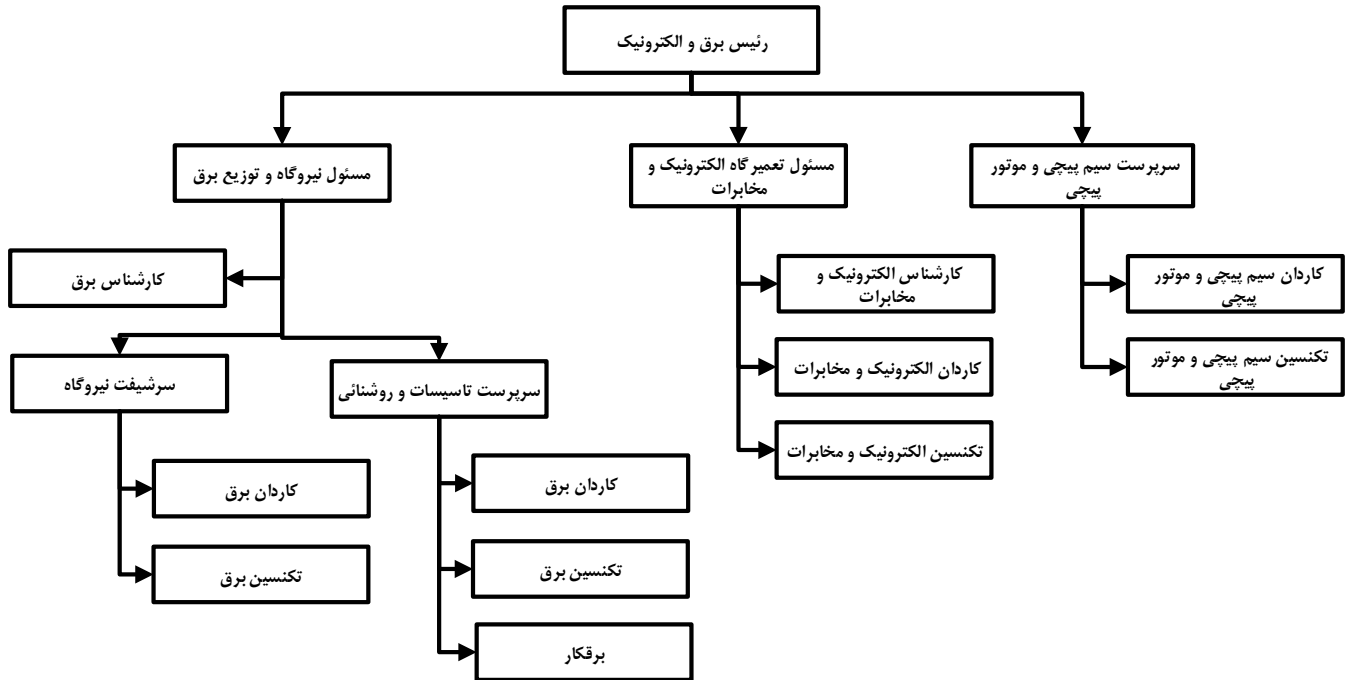 رئیس برق و الکترونیک
سرپرست سیم پیچی و موتور
پیچی
مسئول تعمیرگاه الکترونیک و
مخابرات
مسئول نیروگاه و توزیع برق
کاردان سیم پیچی و موتور
پیچی
تکنسین سیم پیچی و موتور
پیچی
کارشناس الکترونیک و
مخابرات
کاردان الکترونیک و مخابرات
تکنسین الکترونیک و مخابرات
کارشناس برق
سرپرست تاسیسات و روشنائی
کاردان برق
تکنسین برق
برقکار
سرشیفت نیروگاه
کاردان برق
تکنسین برق